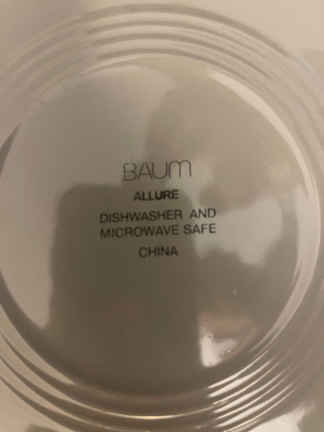 BAUM
ALLURE
DISHWASHER AND
MICROWAVE SAFE
CHINA